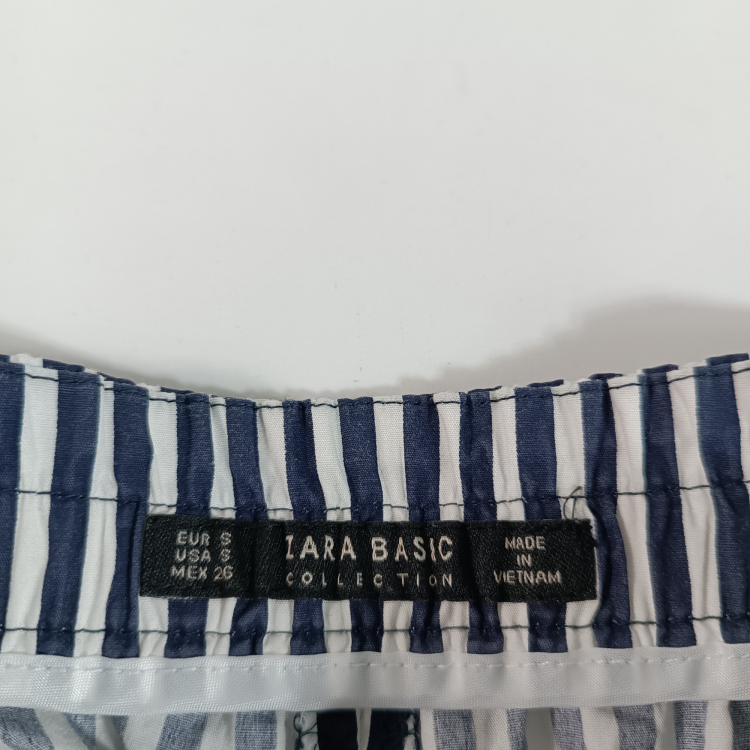 EUR S
USA S
MEX 26
ZARA BASIC
COLLECTION
MADE
IN
VIETNAM